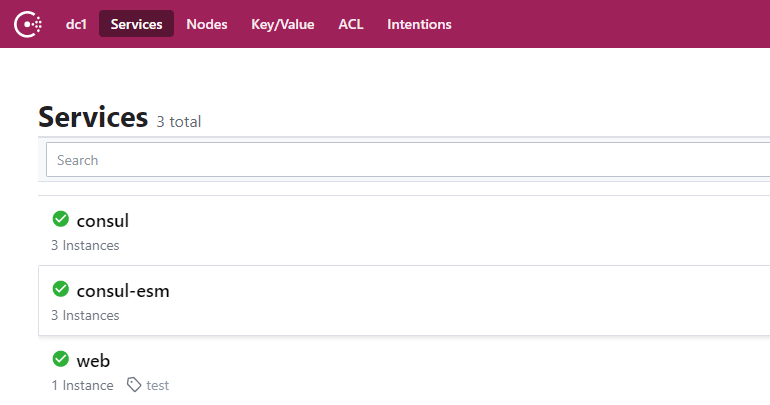 dc1 Services Nodes Key/Value ACL Intentions
Services 3 total
Search
consul
3 Instances
consul-esm
3 Instances
web
1 Instance test